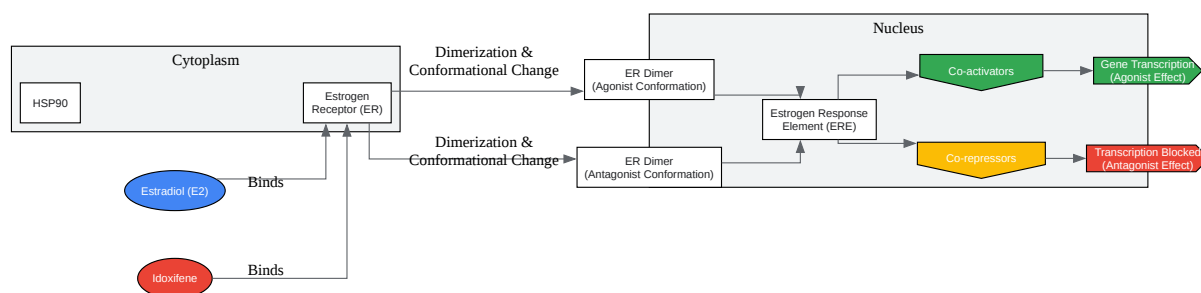 Cytoplasm
HSP90
Estrogen
Receptor (ER)
Estradiol (E2)
Binds
Idoxifene
Binds
Dimerization &
Conformational Change
Dimerization &
Conformational Change
Nucleus
ER Dimer
(Agonist Conformation)
ER Dimer
(Antagonist Conformation)
Estrogen Response
Element (ERE)
Co-activators
Co-repressors
Gene Transcription
(Agonist Effect)
Transcription Blocked
(Antagonist Effect)